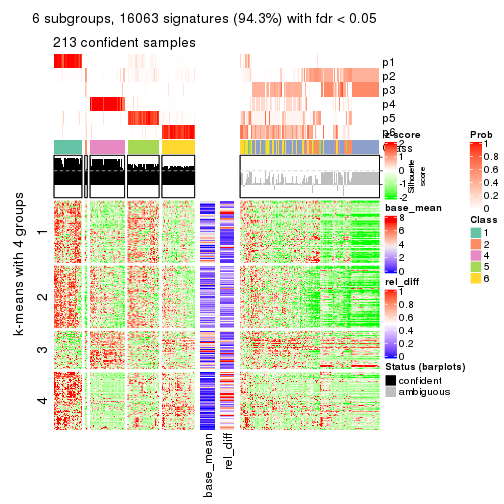 6 subgroups, 16063 signatures (94.3%) with fdr < 0.05
213 confident samples
p1
p2
p3
p4
p5
p6
z-score
2
1
0
-1
-2
Class
Silhouette
score
Prob
1
0.8
0.6
0.4
0.2
0
base_mean
8
6
4
2
0
Class
1
2
3
4
5
6
rel_diff
1
0.8
0.6
0.4
0.2
0
Status (barplots)
confident
ambiguous
k-means with 4 groups
1
2
3
4
base_mean
rel_diff